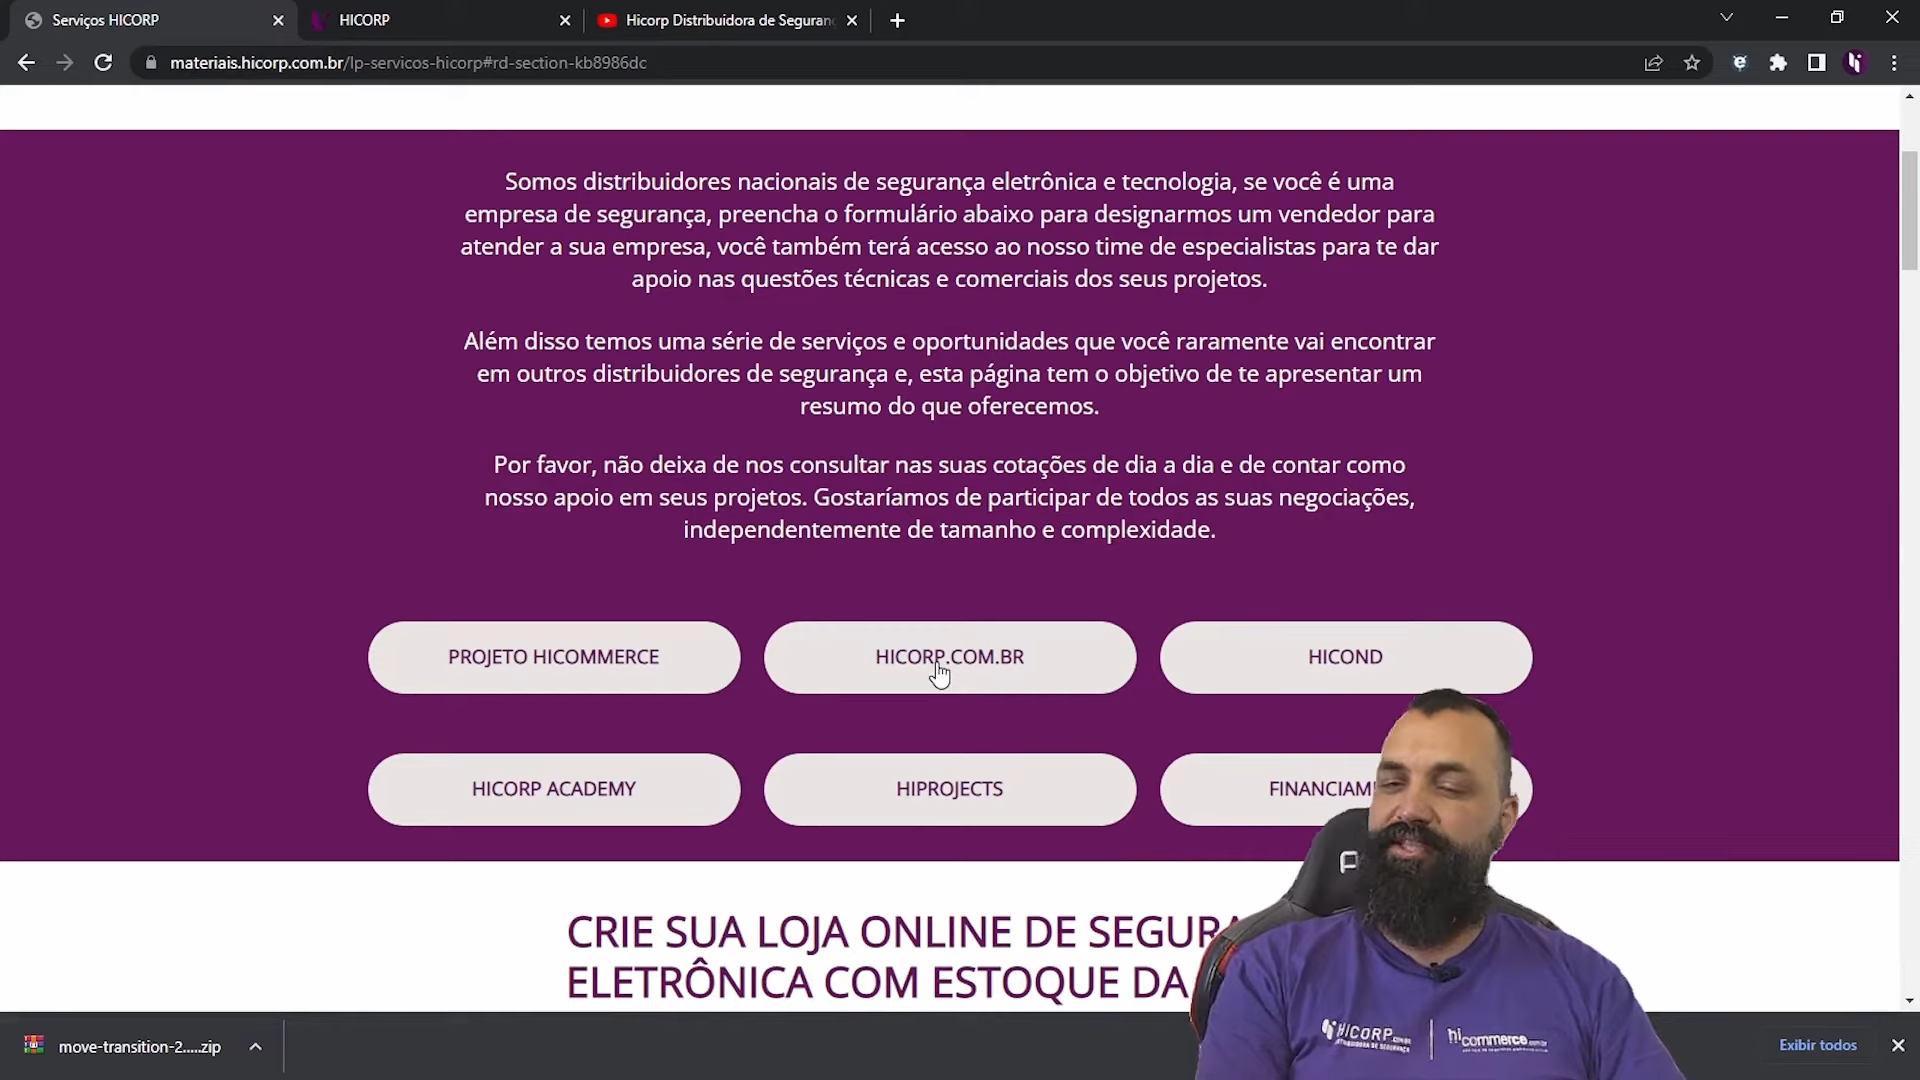 Serviços HICORP
HICORP
Hicorp Distribuidora de Seguran
materiais.hicorp.com.br/lp-servicos-hicorp#rd-section-kb8986dc
Somos distribuidores nacionais de segurança eletrônica e tecnologia, se você é uma
empresa de segurança, preencha o formulário abaixo para designarmos um vendedor para
atender a sua empresa, você também terá acesso ao nosso time de especialistas para te dar
apoio nas questões técnicas e comerciais dos seus projetos.
Além disso temos uma série de serviços e oportunidades que você raramente vai encontrar
em outros distribuidores de segurança e, esta página tem o objetivo de te apresentar um
resumo do que oferecemos.
Por favor, não deixa de nos consultar nas suas cotações de dia a dia e de contar como
nosso apoio em seus projetos. Gostaríamos de participar de todos as suas negociações,
independentemente de tamanho e complexidade.
PROJETO HICOMMERCE
HICORP.COM.BR
HICOND
HICORP ACADEMY
HIPROJECTS
FINANCIAM
CRIE SUA LOJA ONLINE DE SEGURA
ELETRÔNICA COM ESTOQUE DA
HICORP
hicommerce
move-transition-2.....zip
Exibir todos